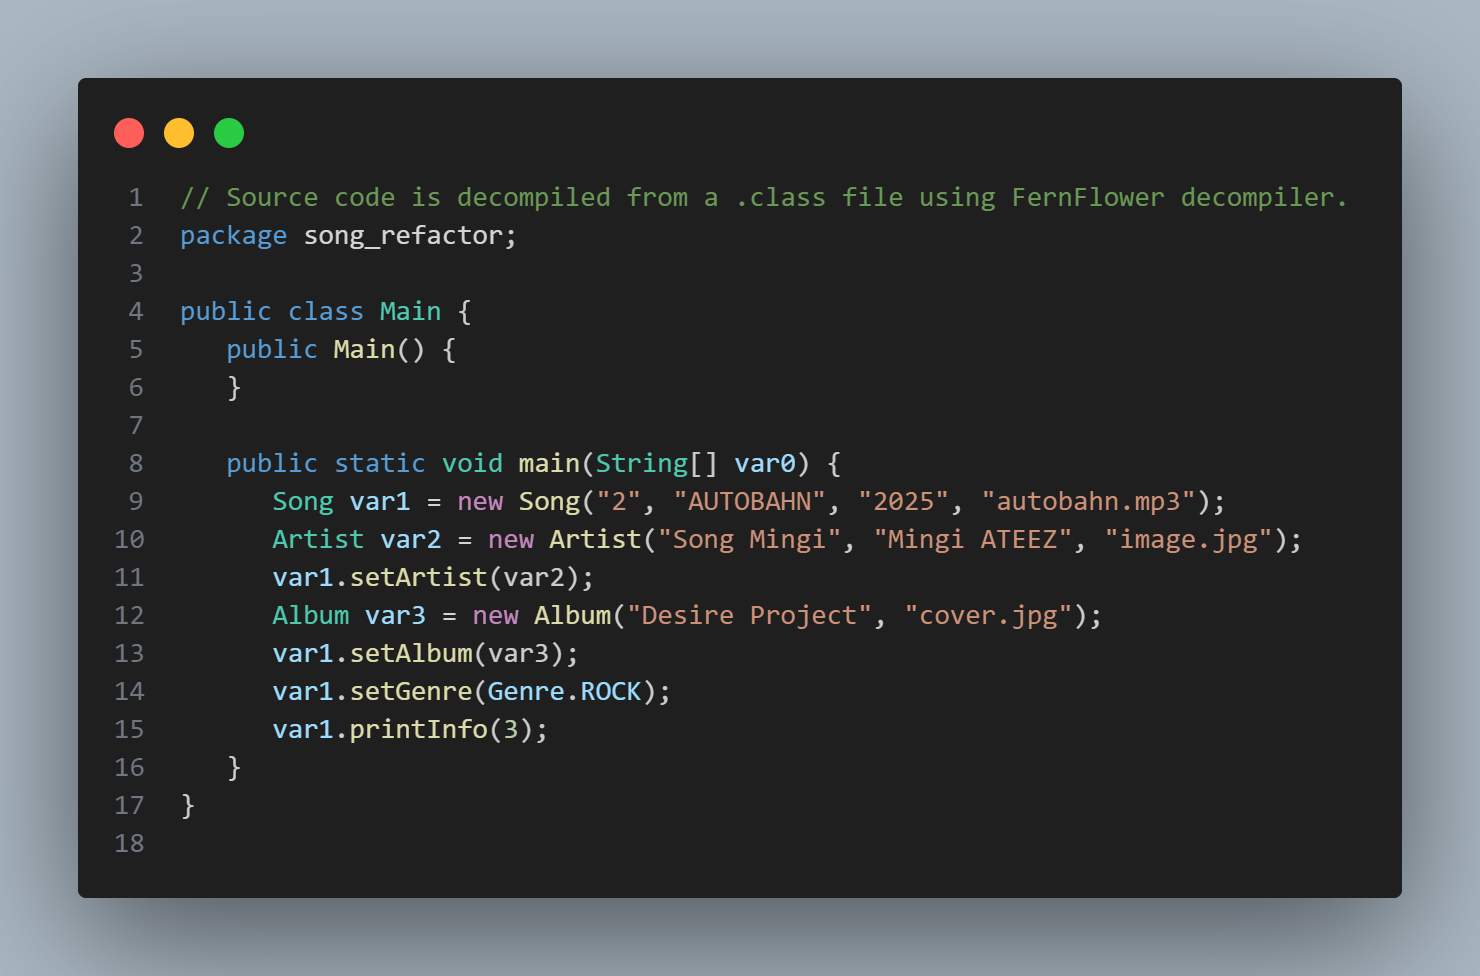 1 // Source code is decompiled from a .class file using FernFlower decompiler.
2 package song_refactor;
3
4 public class Main {
5    public Main() {
6    }
7
8    public static void main(String[] var0) {
9       Song var1 = new Song("2", "AUTOBAHN", "2025", "autobahn.mp3");
10       Artist var2 = new Artist("Song Mingi", "Mingi ATEEZ", "image.jpg");
11       var1.setArtist(var2);
12       Album var3 = new Album("Desire Project", "cover.jpg");
13       var1.setAlbum(var3);
14       var1.setGenre(Genre.ROCK);
15       var1.printInfo(3);
16    }
17 }
18